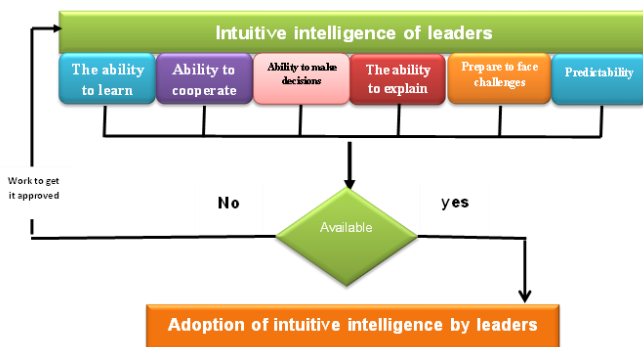 Intuitive intelligence of leaders
The ability
to learn
Ability to
cooperate
Ability to make
decisions
The ability
to explain
Prepare to face
challenges
Predictability
Work to get
it approved
No
yes
Available
Adoption of intuitive intelligence by leaders